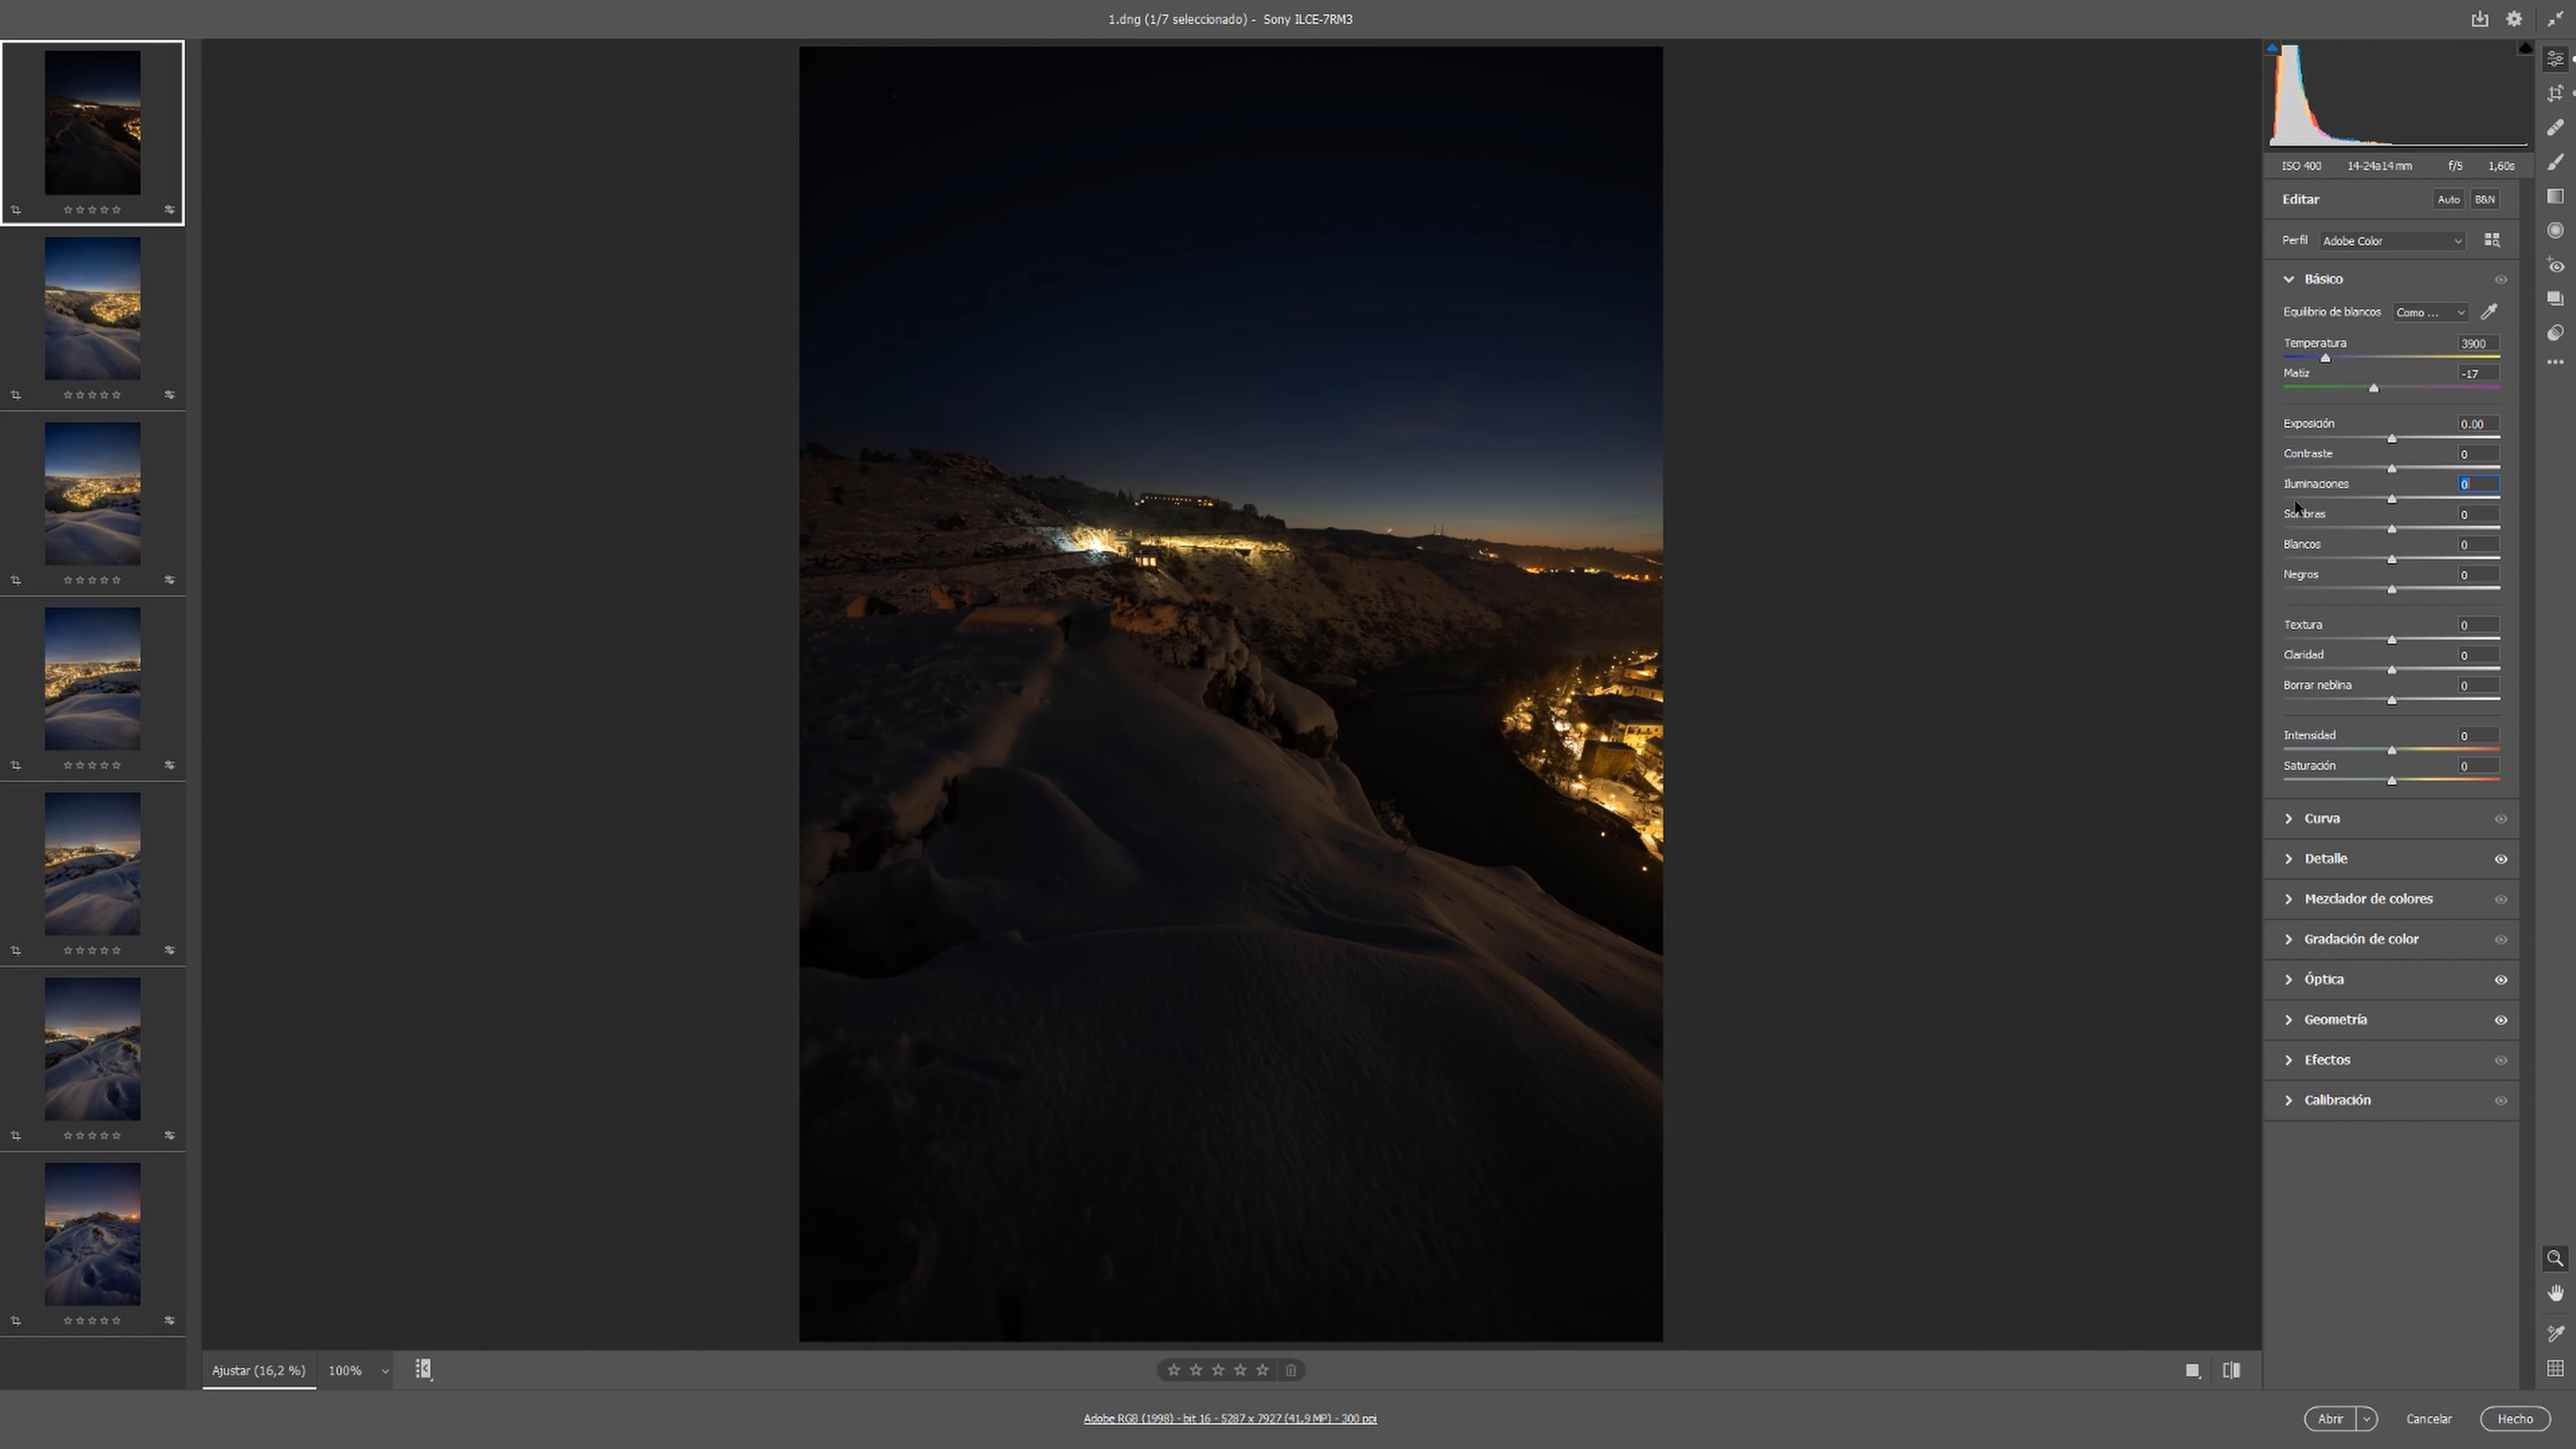 1.dng (1/7 seleccionado) - Sony ILCE-7RM3
ISO 400 14-24a14 mm f/5 1,60s
Editar Auto B&N
Perfil Adobe Color
Básico
Equilibrio de blancos Como ...
Temperatura 3900
Matiz -17
Exposición 0.00
Contraste 0
Iluminaciones 0
Sombras 0
Blancos 0
Negros 0
Textura 0
Claridad 0
Borrar neblina 0
Intensidad 0
Saturación 0
Curva
Detalle
Mezclador de colores
Gradación de color
Óptica
Geometría
Efectos
Calibración
Ajustar (16,2 %) 100%
Adobe RGB (1998) - bit 16 - 5287 x 7927 (41,9 MP) - 300 ppi
Abrir Cancelar Hecho